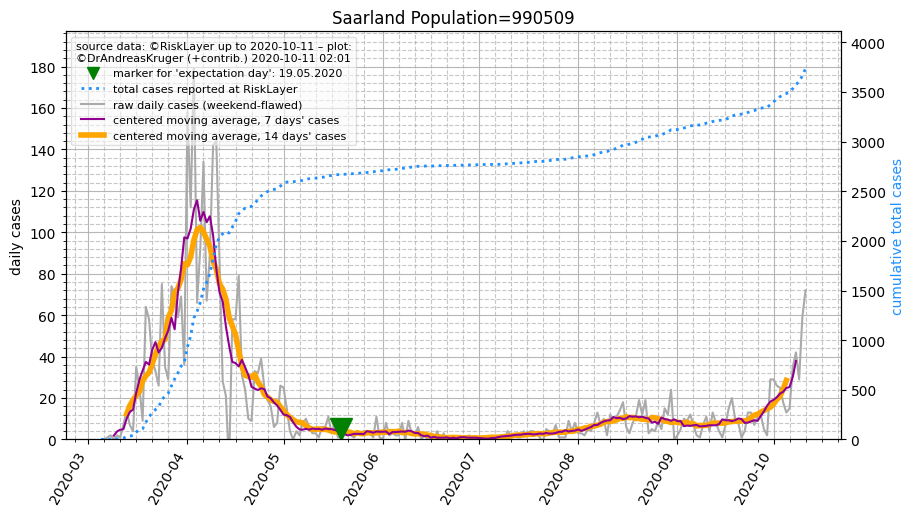 Saarland Population=990509
source data: ©RiskLayer up to 2020-10-11 – plot:
©DrAndreasKruger (+contrib.) 2020-10-11 02:01
marker for 'expectation day': 19.05.2020
total cases reported at RiskLayer
raw daily cases (weekend-flawed)
centered moving average, 7 days' cases
centered moving average, 14 days' cases
daily cases
180
160
140
120
100
80
60
40
20
0
cumulative total cases
4000
3500
3000
2500
2000
1500
1000
500
0
2020-03
2020-04
2020-05
2020-06
2020-07
2020-08
2020-09
2020-10